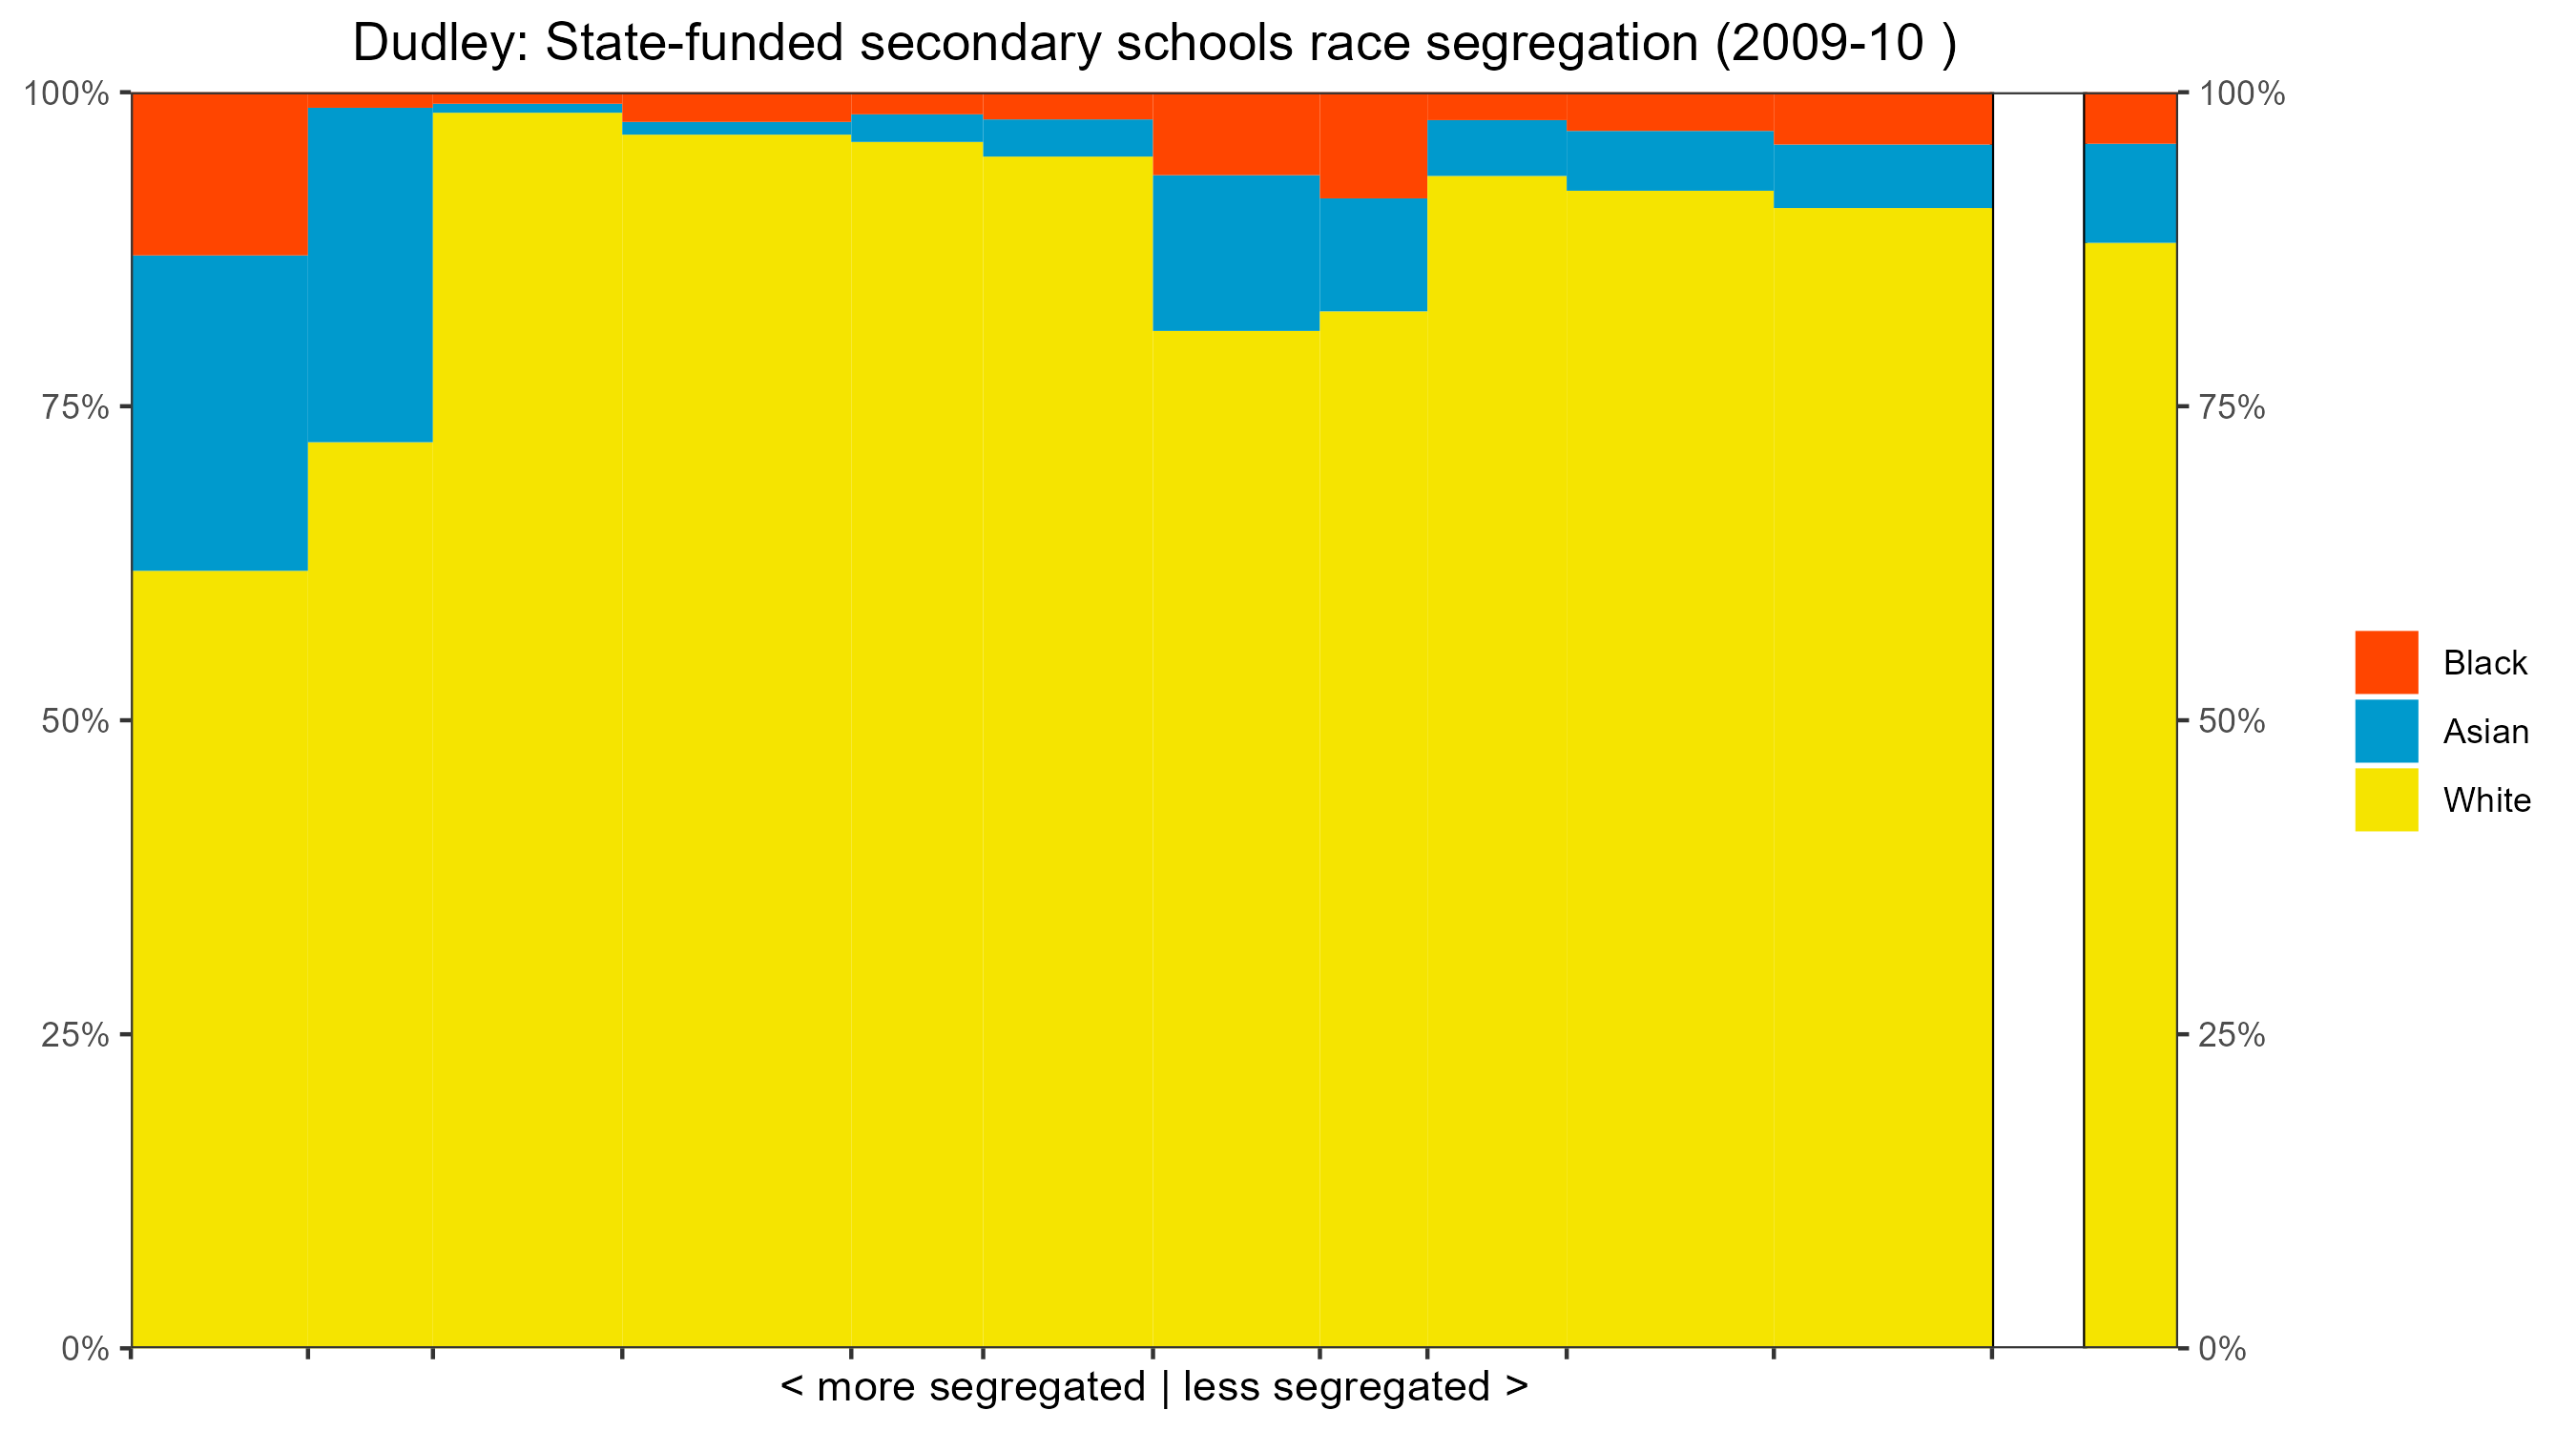 Dudley: State-funded secondary schools race segregation (2009-10 )
100%
75%
50%
25%
0%
100%
75%
50%
25%
0%
Black
Asian
White
< more segregated | less segregated >